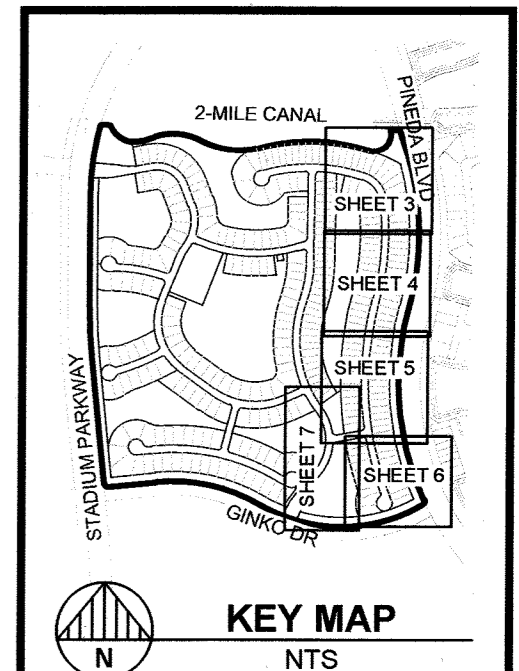 2-MILE CANAL
PINEDA BLVD
SHEET 3
SHEET 4
SHEET 5
STADIUM PARKWAY
SHEET 7
SHEET 6
GINKO DR
KEY MAP
N
NTS